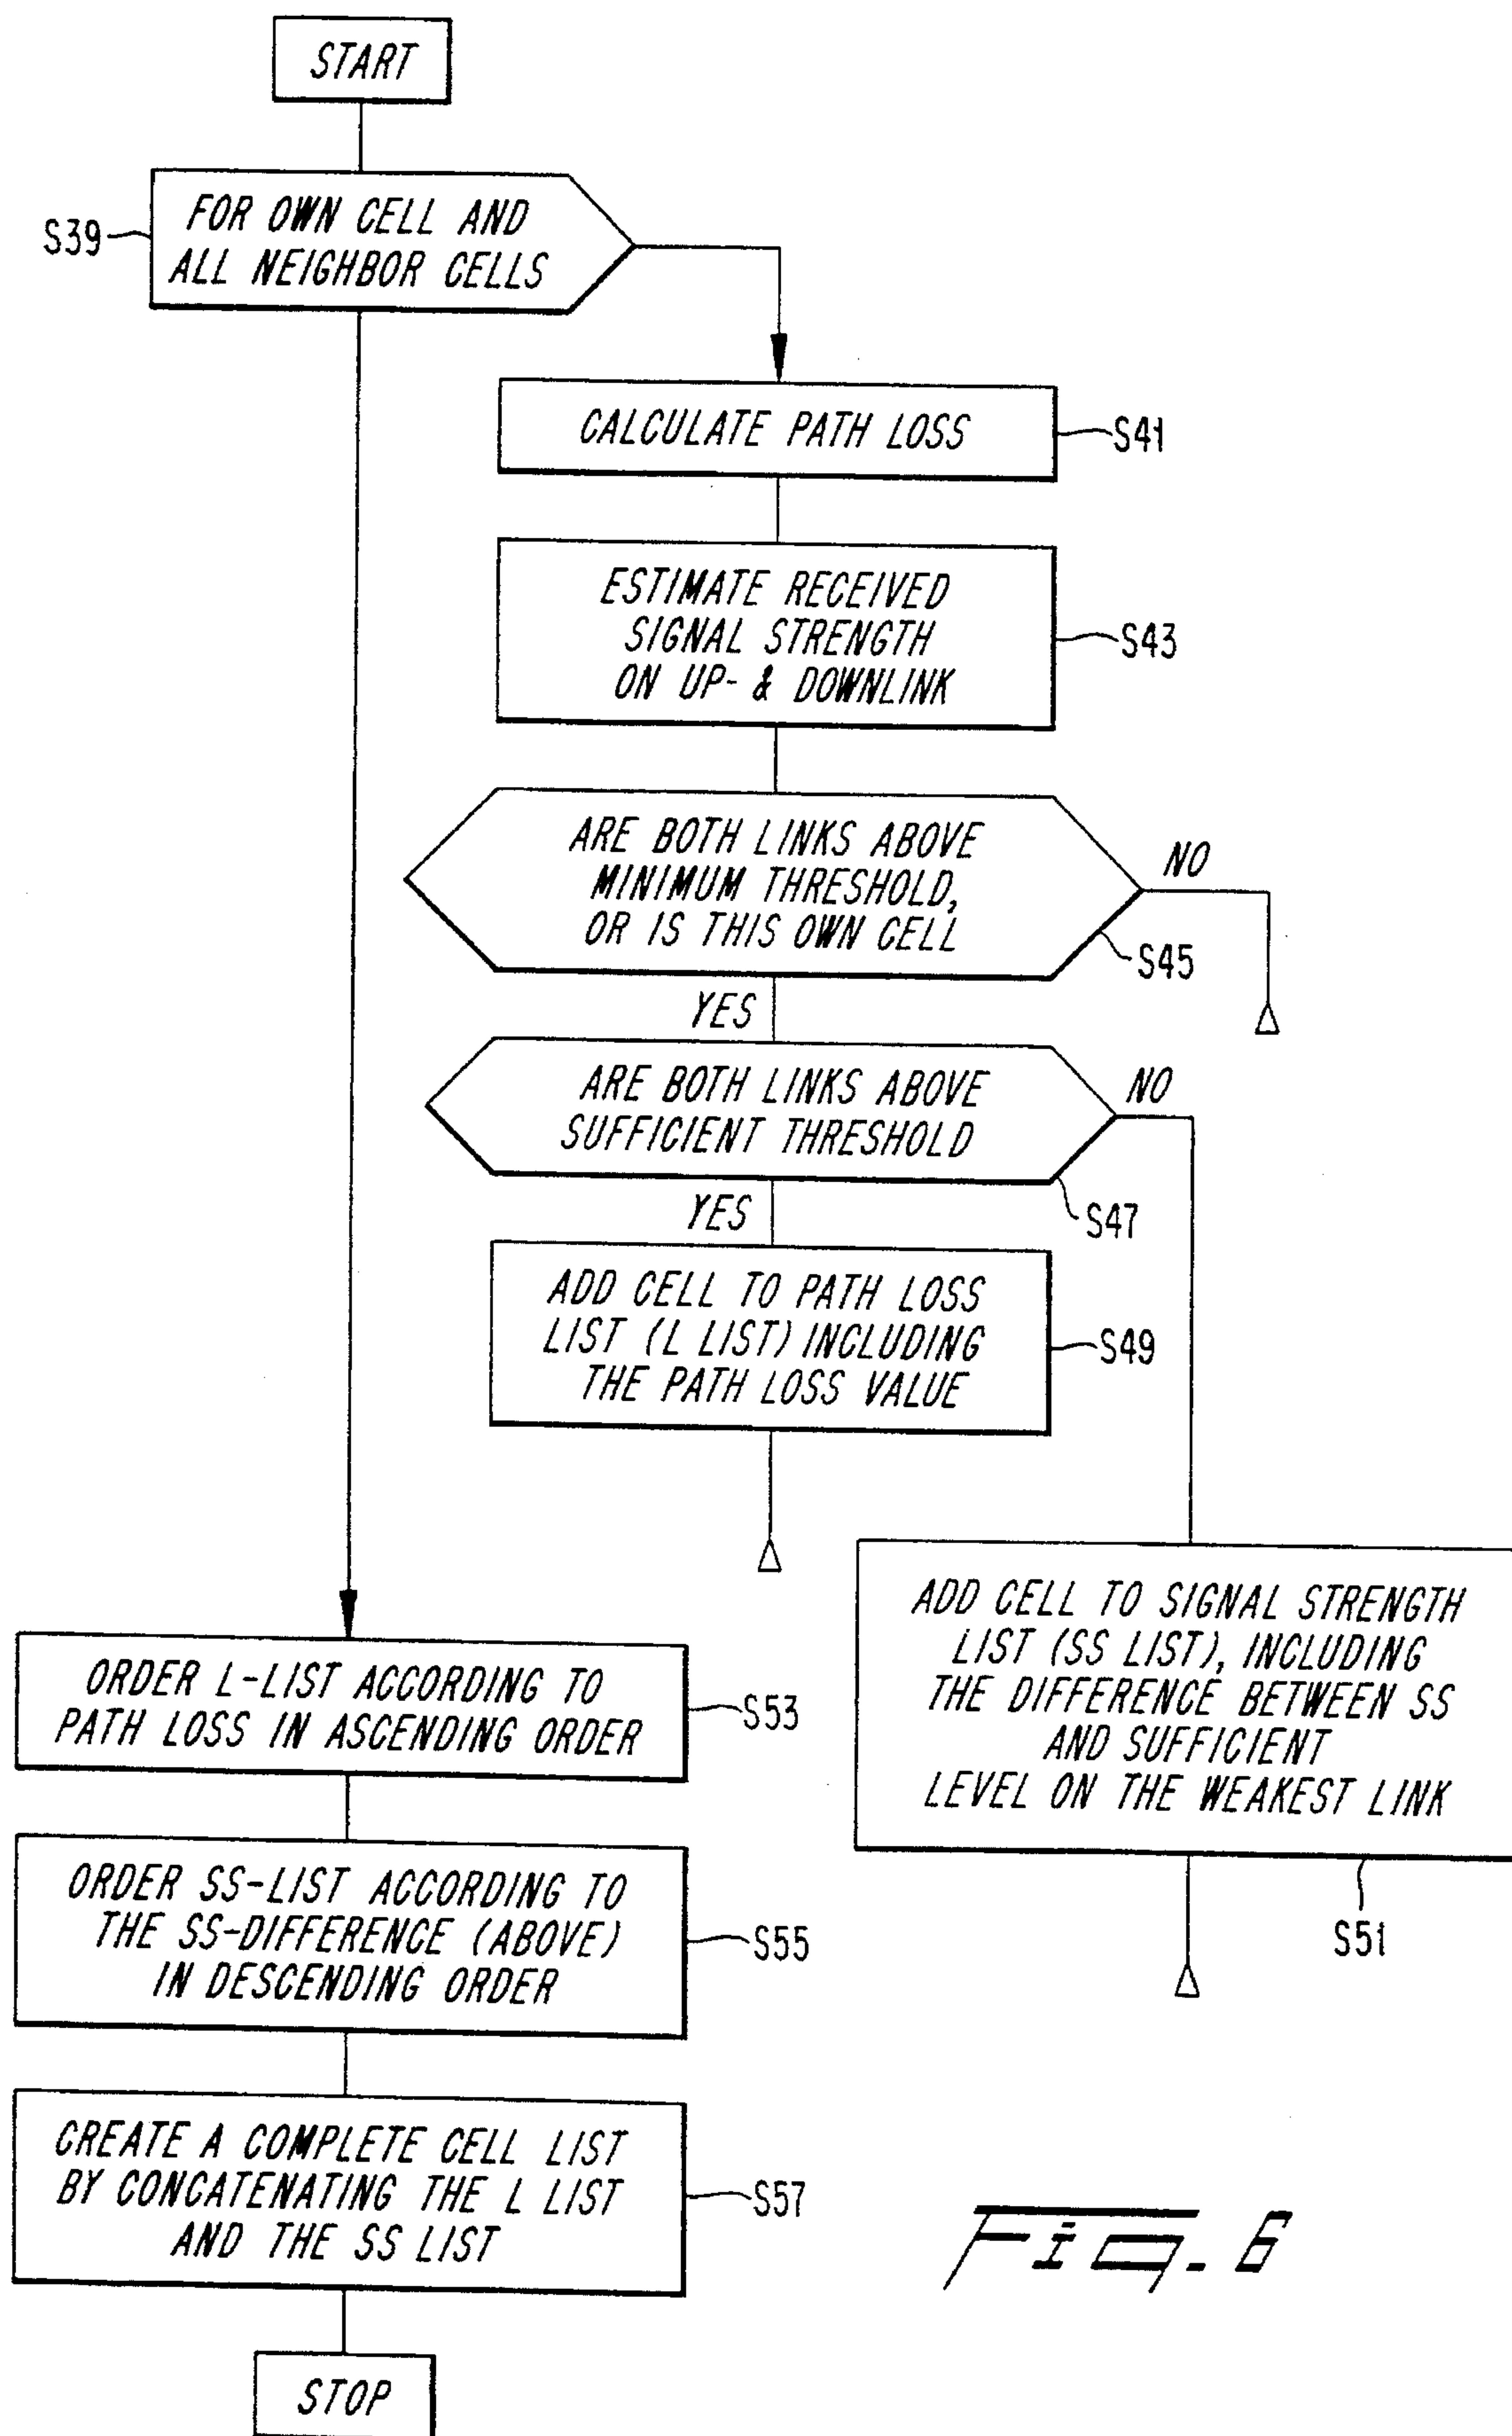 START
S39
FOR OWN CELL AND
ALL NEIGHBOR CELLS
CALCULATE PATH LOSS
S41
ESTIMATE RECEIVED
SIGNAL STRENGTH
ON UP- & DOWNLINK
S43
ARE BOTH LINKS ABOVE
MINIMUM THRESHOLD,
OR IS THIS OWN CELL
NO
S45
YES
ARE BOTH LINKS ABOVE
SUFFICIENT THRESHOLD
NO
S47
YES
ADD CELL TO PATH LOSS
LIST (L LIST) INCLUDING
THE PATH LOSS VALUE
S49
ADD CELL TO SIGNAL STRENGTH
LIST (SS LIST), INCLUDING
THE DIFFERENCE BETWEEN SS
AND SUFFICIENT
LEVEL ON THE WEAKEST LINK
S51
ORDER L-LIST ACCORDING TO
PATH LOSS IN ASCENDING ORDER
S53
ORDER SS-LIST ACCORDING TO
THE SS-DIFFERENCE (ABOVE)
IN DESCENDING ORDER
S55
CREATE A COMPLETE CELL LIST
BY CONCATENATING THE L LIST
AND THE SS LIST
S57
STOP
Fig. 6